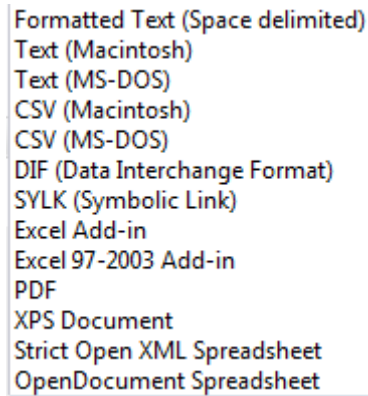 Formatted Text (Space delimited)
Text (Macintosh)
Text (MS-DOS)
CSV (Macintosh)
CSV (MS-DOS)
DIF (Data Interchange Format)
SYLK (Symbolic Link)
Excel Add-in
Excel 97-2003 Add-in
PDF
XPS Document
Strict Open XML Spreadsheet
OpenDocument Spreadsheet